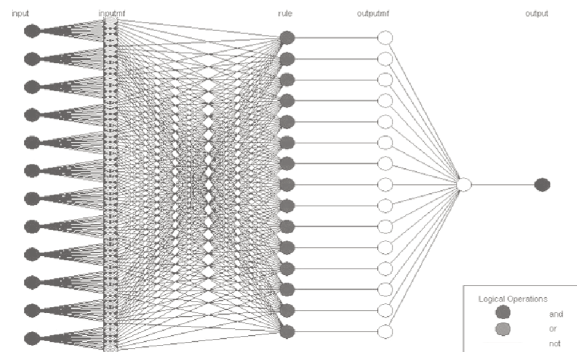 input inputmf rule outputmf output
Logical Operations
and
or
not